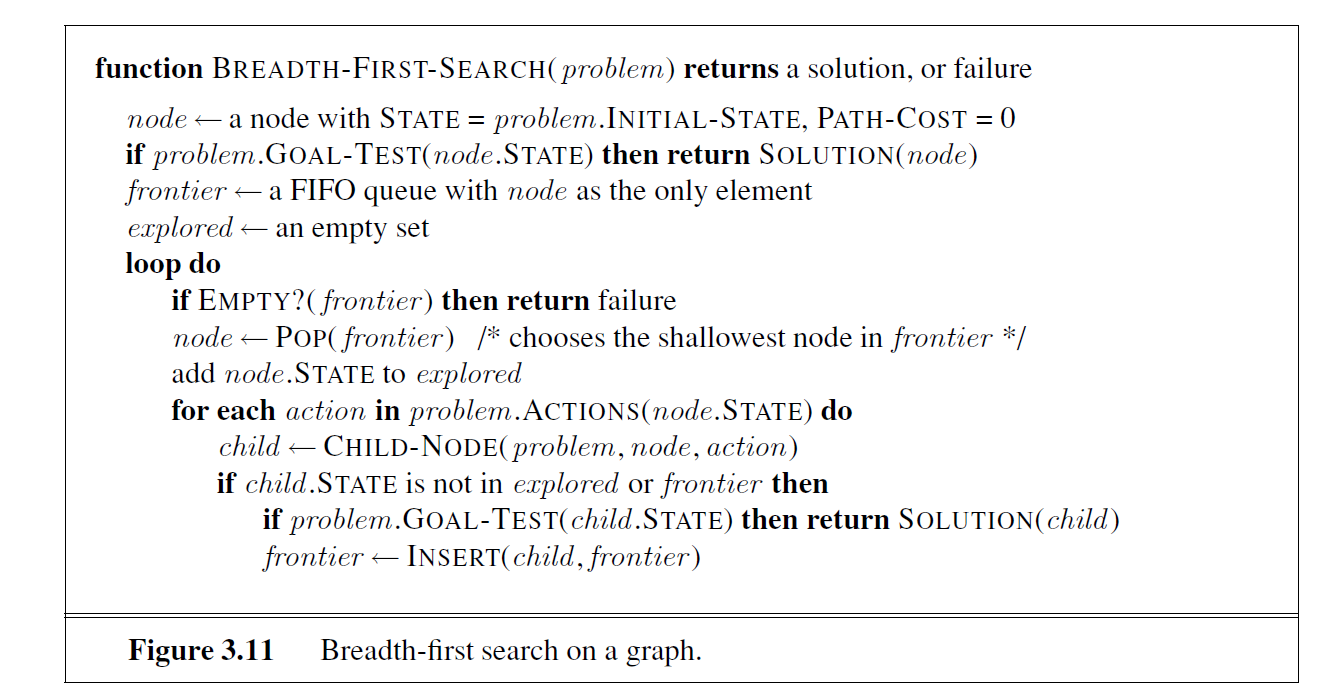 function BREADTH-FIRST-SEARCH(problem) returns a solution, or failure
node ← a node with STATE = problem.INITIAL-STATE, PATH-COST = 0
if problem.GOAL-TEST(node.STATE) then return SOLUTION(node)
frontier ← a FIFO queue with node as the only element
explored ← an empty set
loop do
if EMPTY?(frontier) then return failure
node ← POP(frontier) /* chooses the shallowest node in frontier */
add node.STATE to explored
for each action in problem.ACTIONS(node.STATE) do
child ← CHILD-NODE(problem, node, action)
if child.STATE is not in explored or frontier then
if problem.GOAL-TEST(child.STATE) then return SOLUTION(child)
frontier ← INSERT(child, frontier)
Figure 3.11 Breadth-first search on a graph.